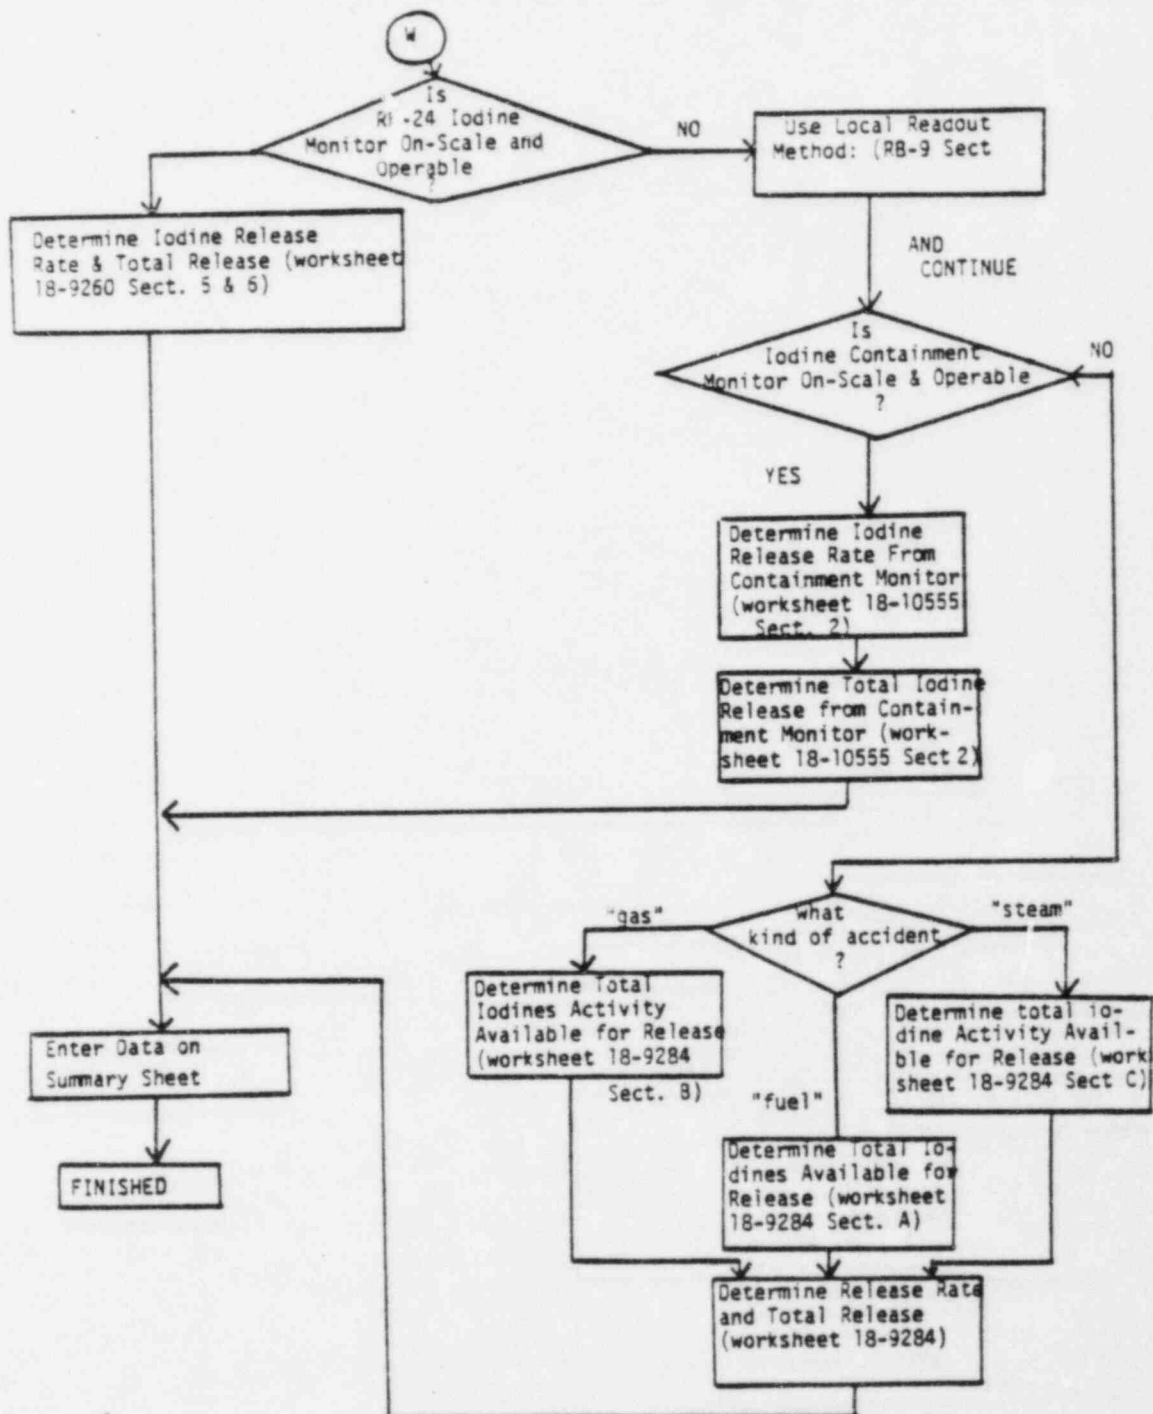 W
Is
-24 Iodine
Monitor On-Scale and
Operable
?
NO
Use Local Readout
Method: (RB-9 Sect
Determine Iodine Release
Rate & Total Release (worksheet
18-9260 Sect. 5 & 6)
AND
CONTINUE
Is
Iodine Containment
Monitor On-Scale & Operable
?
NO
YES
Determine Iodine
Release Rate From
Containment Monitor
(worksheet 18-10555
Sect. 2)
Determine Total Iodine
Release from Contain-
ment Monitor (work-
sheet 18-10555 Sect 2)
What
kind of accident
?
"gas"
"steam"
"fuel"
Determine Total
Iodines Activity
Available for Release
(worksheet 18-9284
Sect. B)
Determine total io-
dine Activity Avail-
ble for Release (work
sheet 18-9284 Sect C)
Determine Total Io-
dines Available for
Release (worksheet
18-9284 Sect. A)
Determine Release Rate
and Total Release
(worksheet 18-9284)
Enter Data on
Summary Sheet
FINISHED